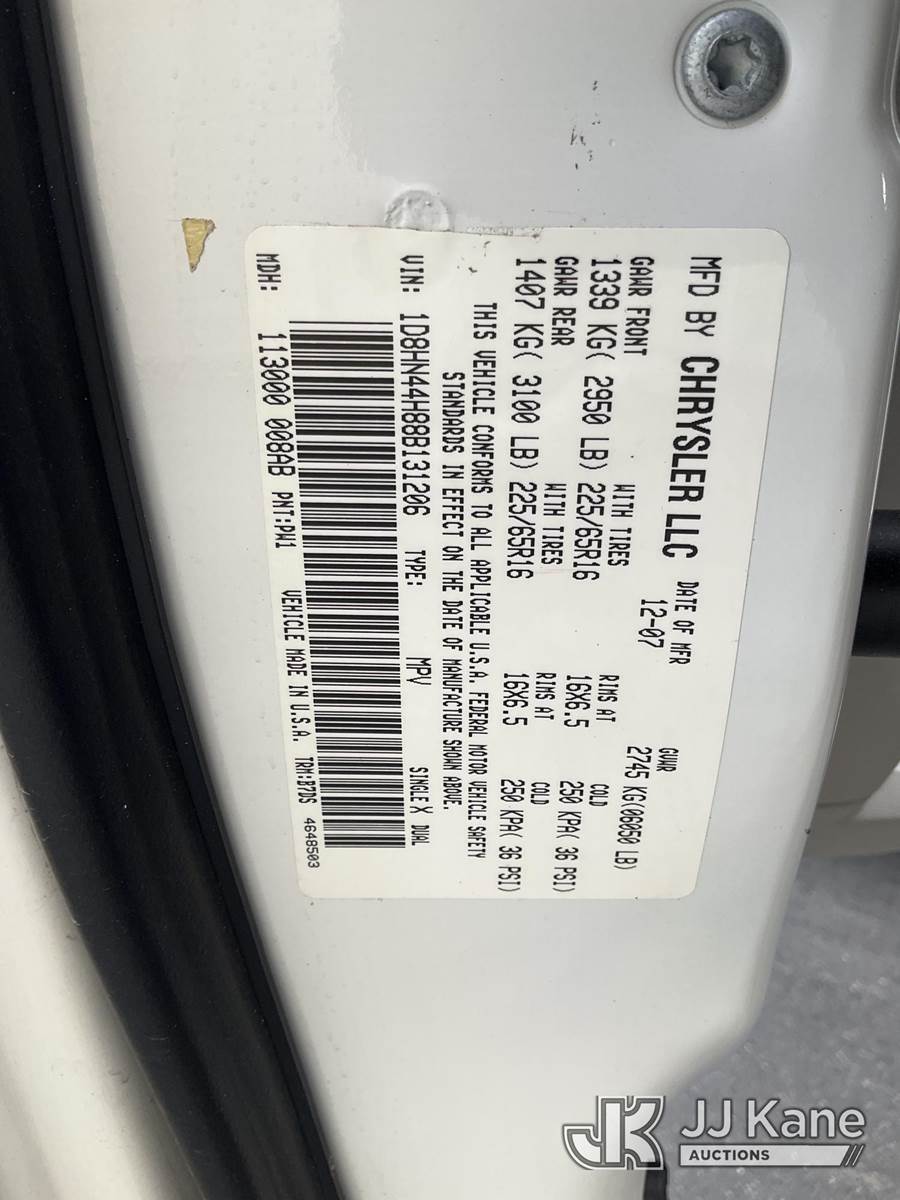 MFD BY CHRYSLER LLC DATE OF MFR GVWR
12-07 2745 KG(06050 LB)
GAWR FRONT WITH TIRES RIMS AT COLD
1339 KG( 2950 LB) 225/65R16 16X6.5 250 KPA( 36 PSI)
GAWR REAR WITH TIRES RIMS AT COLD
1407 KG( 3100 LB) 225/65R16 16X6.5 250 KPA( 36 PSI)
THIS VEHICLE CONFORMS TO ALL APPLICABLE U.S.A. FEDERAL MOTOR VEHICLE SAFETY
STANDARDS IN EFFECT ON THE DATE OF MANUFACTURE SHOWN ABOVE.
VIN: 1D8HN44H88B131206 TYPE: MPV SINGLE X DUAL
MDH: 113000 008AB PNT:PW1 VEHICLE MADE IN U.S.A. TRM:B7DS 4648503
JK JJ Kane
AUCTIONS